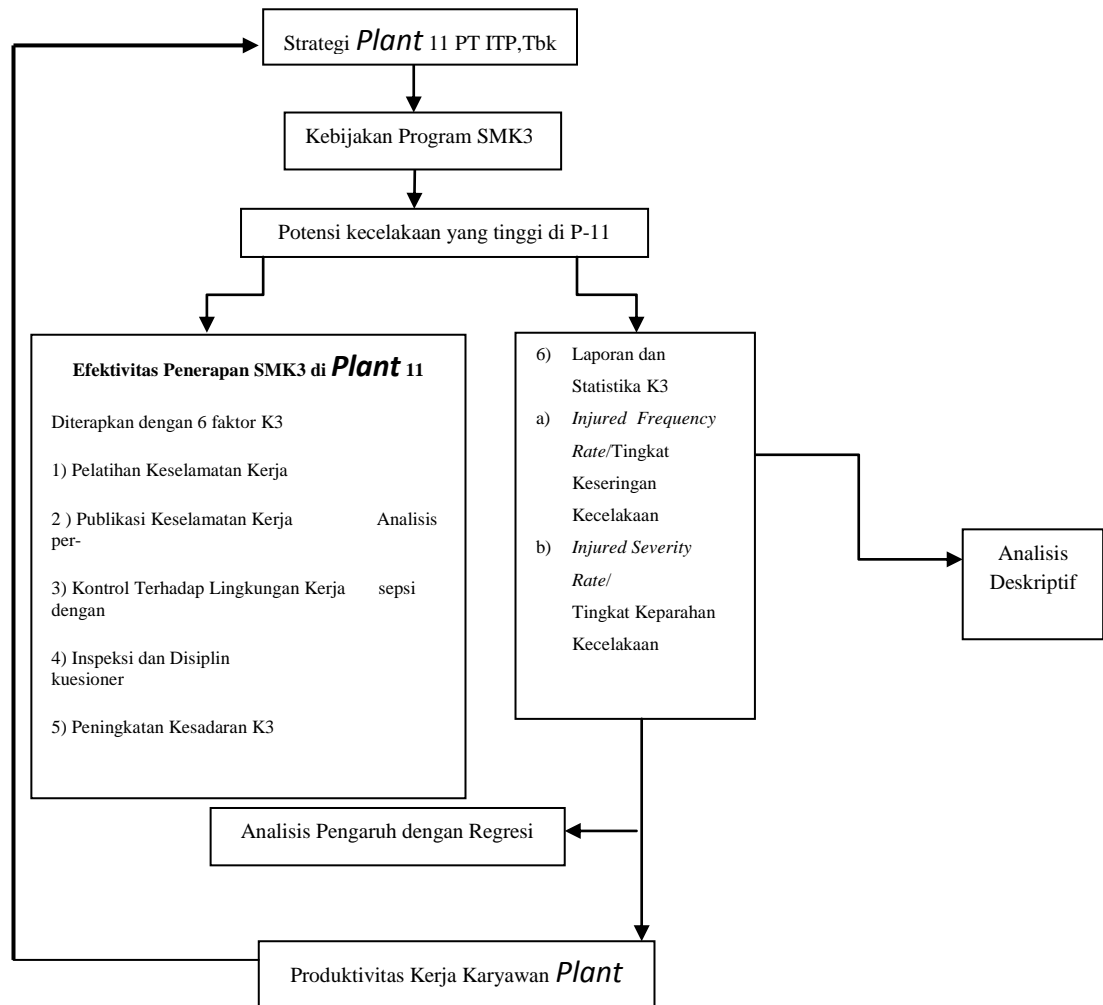 Strategi Plant 11 PT ITP,Tbk
Kebijakan Program SMK3
Potensi kecelakaan yang tinggi di P-11
Efektivitas Penerapan SMK3 di Plant 11
Diterapkan dengan 6 faktor K3
1) Pelatihan Keselamatan Kerja
2 ) Publikasi Keselamatan Kerja Analisis
per-
3) Kontrol Terhadap Lingkungan Kerja sepsi
dengan
4) Inspeksi dan Disiplin
kuesioner
5) Peningkatan Kesadaran K3
6) Laporan dan
Statistika K3
a) Injured Frequency
Rate/Tingkat
Keseringan
Kecelakaan
b) Injured Severity
Rate/
Tingkat Keparahan
Kecelakaan
Analisis
Deskriptif
Analisis Pengaruh dengan Regresi
Produktivitas Kerja Karyawan Plant